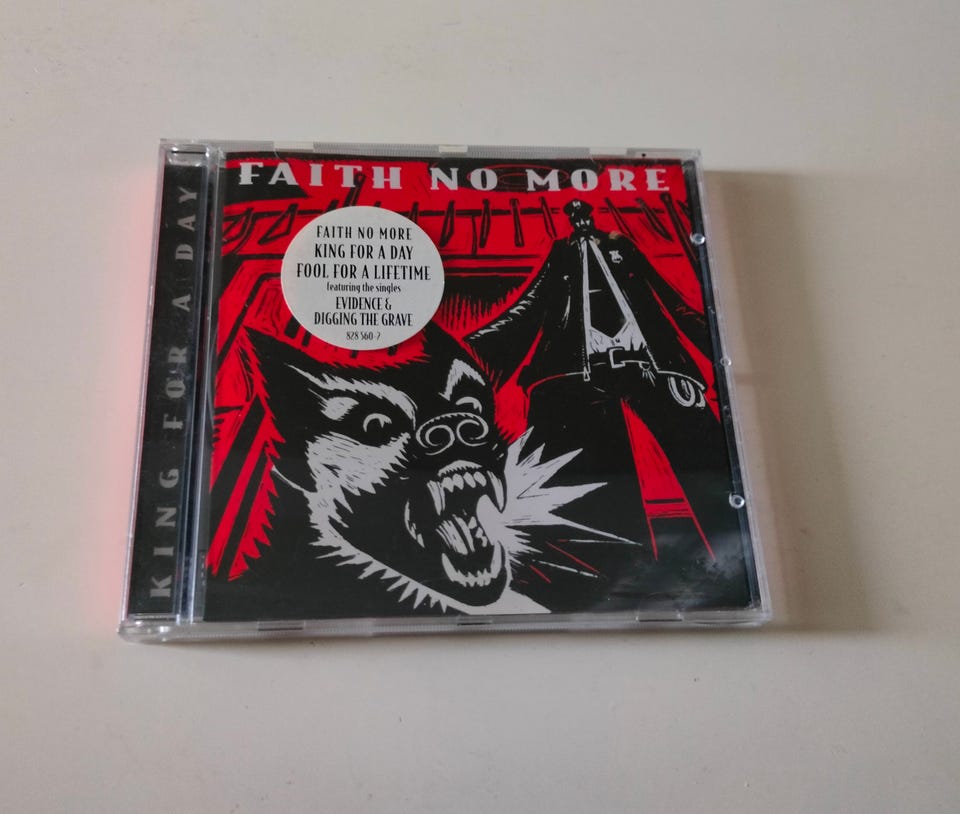 FAITH NO MORE
FAITH NO MORE
KING FOR A DAY
FOOL FOR A LIFETIME
featuring the singles
EVIDENCE &
DIGGING THE GRAVE
828 560-2
KING FOR A DAY